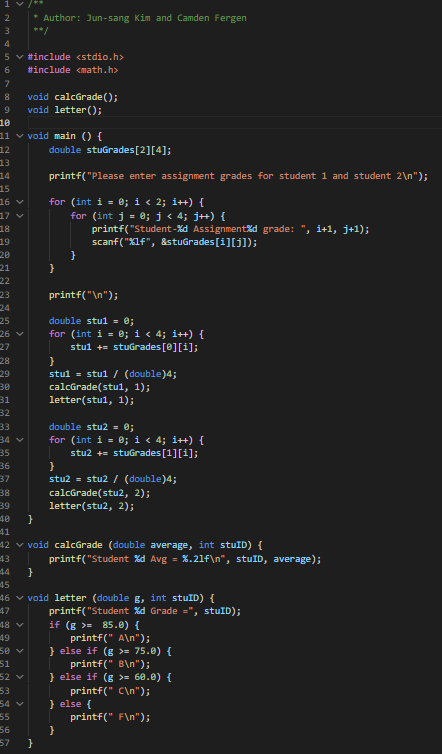 1 /**
2  * Author: Jun-sang Kim and Camden Fergen
3  **/
4
5 #include <stdio.h>
6 #include <math.h>
7
8 void calcGrade();
9 void letter();
10
11 void main () {
12     double stuGrades[2][4];
13
14     printf("Please enter assignment grades for student 1 and student 2\n");
15
16     for (int i = 0; i < 2; i++) {
17         for (int j = 0; j < 4; j++) {
18             printf("Student-%d Assignment%d grade: ", i+1, j+1);
19             scanf("%lf", &stuGrades[i][j]);
20         }
21     }
22
23     printf("\n");
24
25     double stu1 = 0;
26     for (int i = 0; i < 4; i++) {
27         stu1 += stuGrades[0][i];
28     }
29     stu1 = stu1 / (double)4;
30     calcGrade(stu1, 1);
31     letter(stu1, 1);
32
33     double stu2 = 0;
34     for (int i = 0; i < 4; i++) {
35         stu2 += stuGrades[1][i];
36     }
37     stu2 = stu2 / (double)4;
38     calcGrade(stu2, 2);
39     letter(stu2, 2);
40 }
41
42 void calcGrade (double average, int stuID) {
43     printf("Student %d Avg = %.2lf\n", stuID, average);
44 }
45
46 void letter (double g, int stuID) {
47     printf("Student %d Grade =", stuID);
48     if (g >=  85.0) {
49         printf(" A\n");
50     } else if (g >= 75.0) {
51         printf(" B\n");
52     } else if (g >= 60.0) {
53         printf(" C\n");
54     } else {
55         printf(" F\n");
56     }
57 }